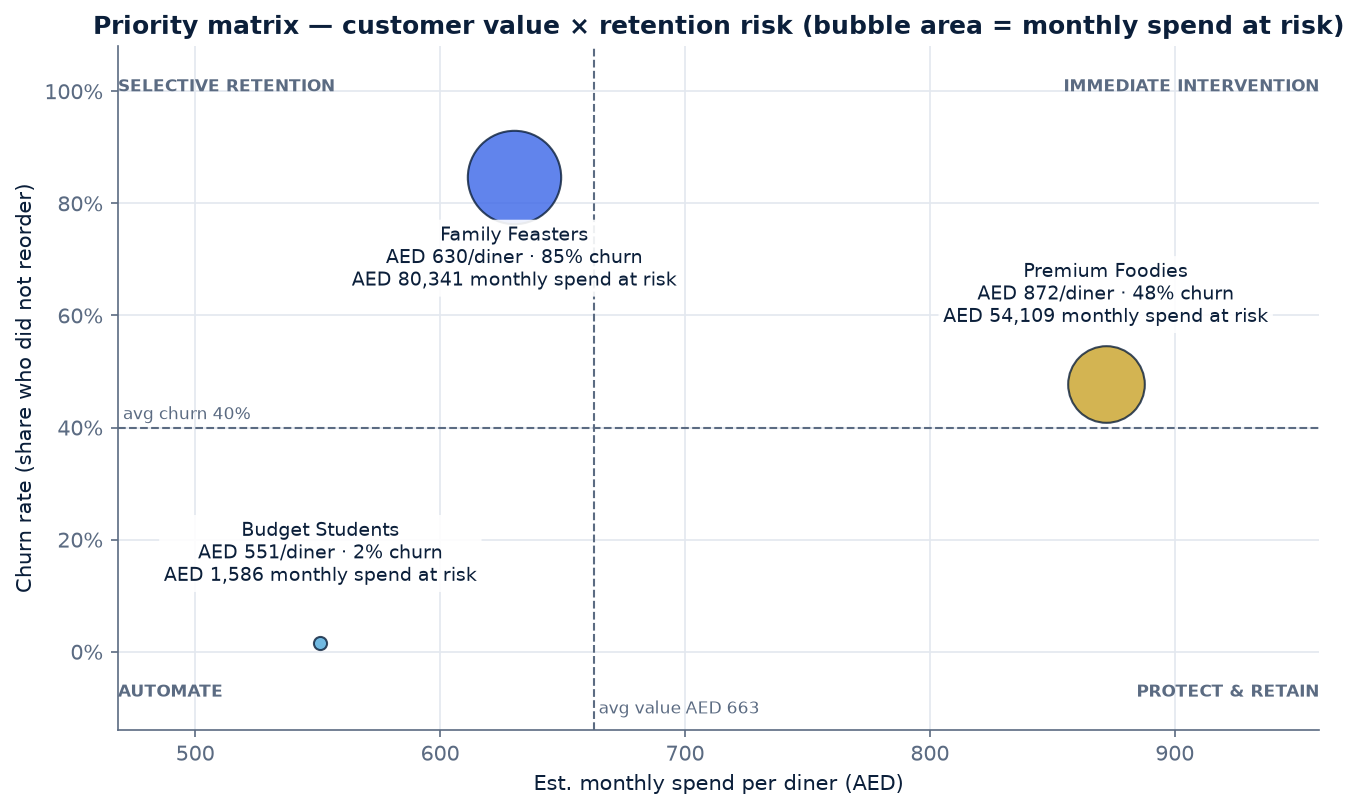 Priority matrix — customer value × retention risk (bubble area = monthly spend at risk)
SELECTIVE RETENTION
IMMEDIATE INTERVENTION
100%
80%
60%
40%
20%
0%
Churn rate (share who did not reorder)
Family Feasters
AED 630/diner · 85% churn
AED 80,341 monthly spend at risk
Premium Foodies
AED 872/diner · 48% churn
AED 54,109 monthly spend at risk
avg churn 40%
Budget Students
AED 551/diner · 2% churn
AED 1,586 monthly spend at risk
AUTOMATE
PROTECT & RETAIN
avg value AED 663
500
600
700
800
900
Est. monthly spend per diner (AED)